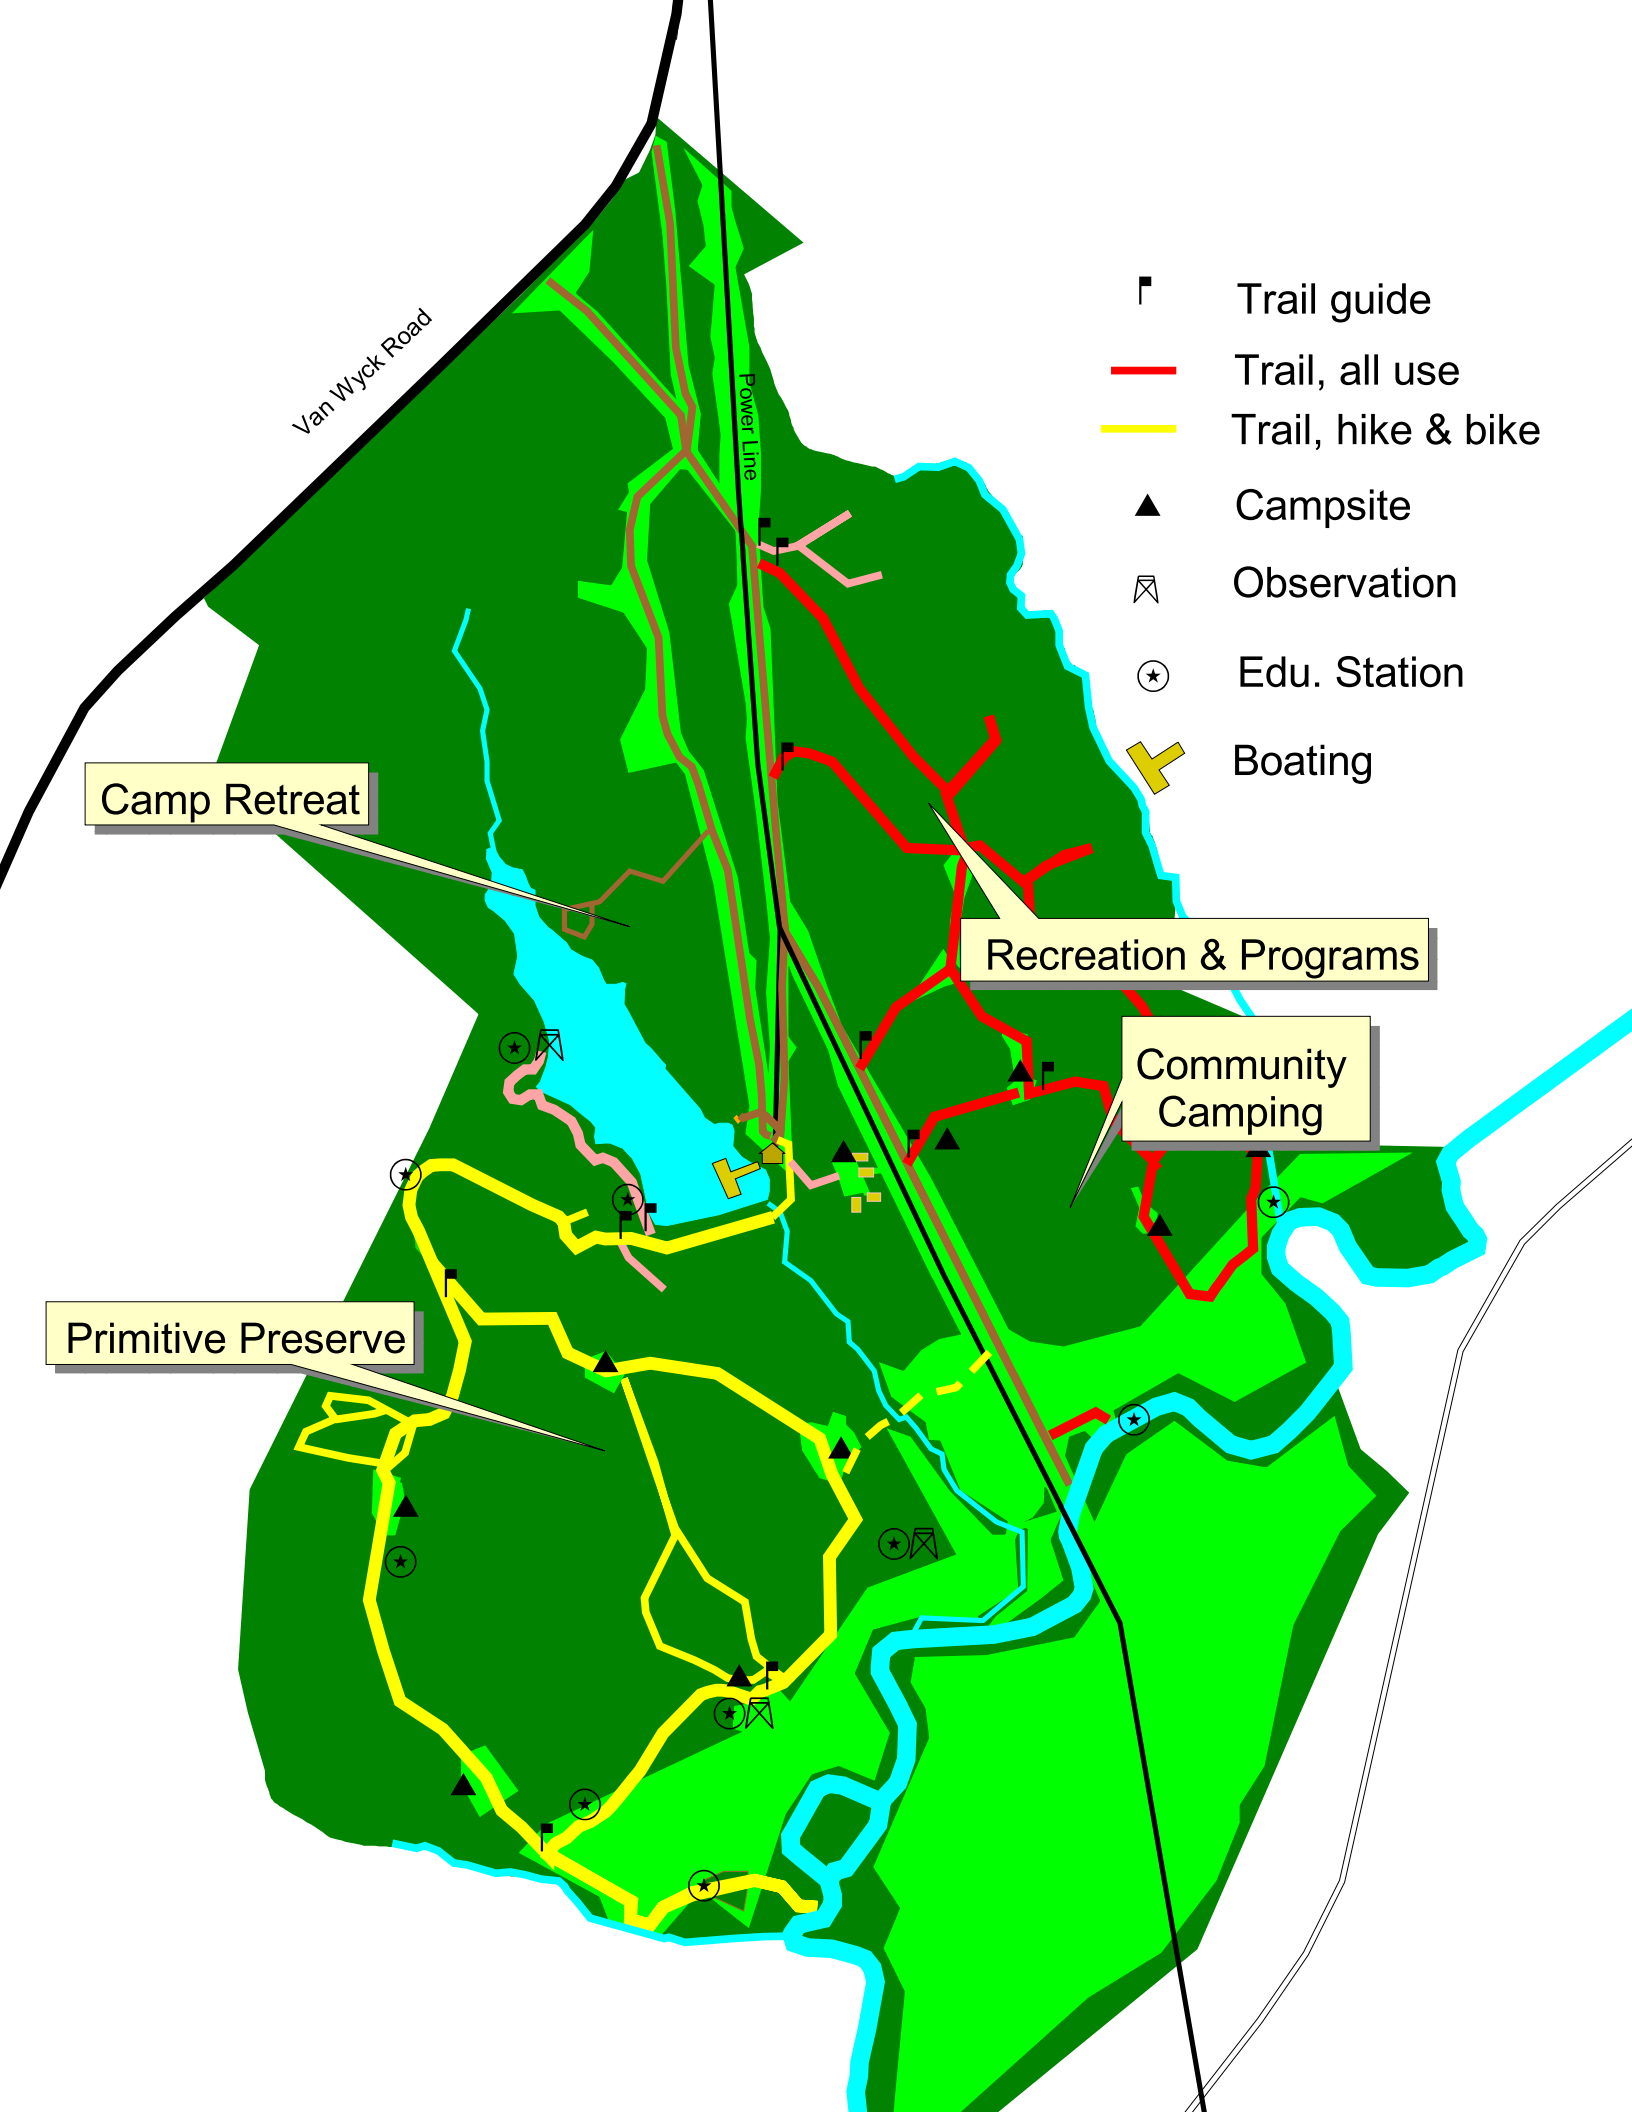 Van Wyck Road
Power Line
Trail guide
Trail, all use
Trail, hike & bike
Campsite
Observation
Edu. Station
Boating
Camp Retreat
Recreation & Programs
Community
Camping
Primitive Preserve